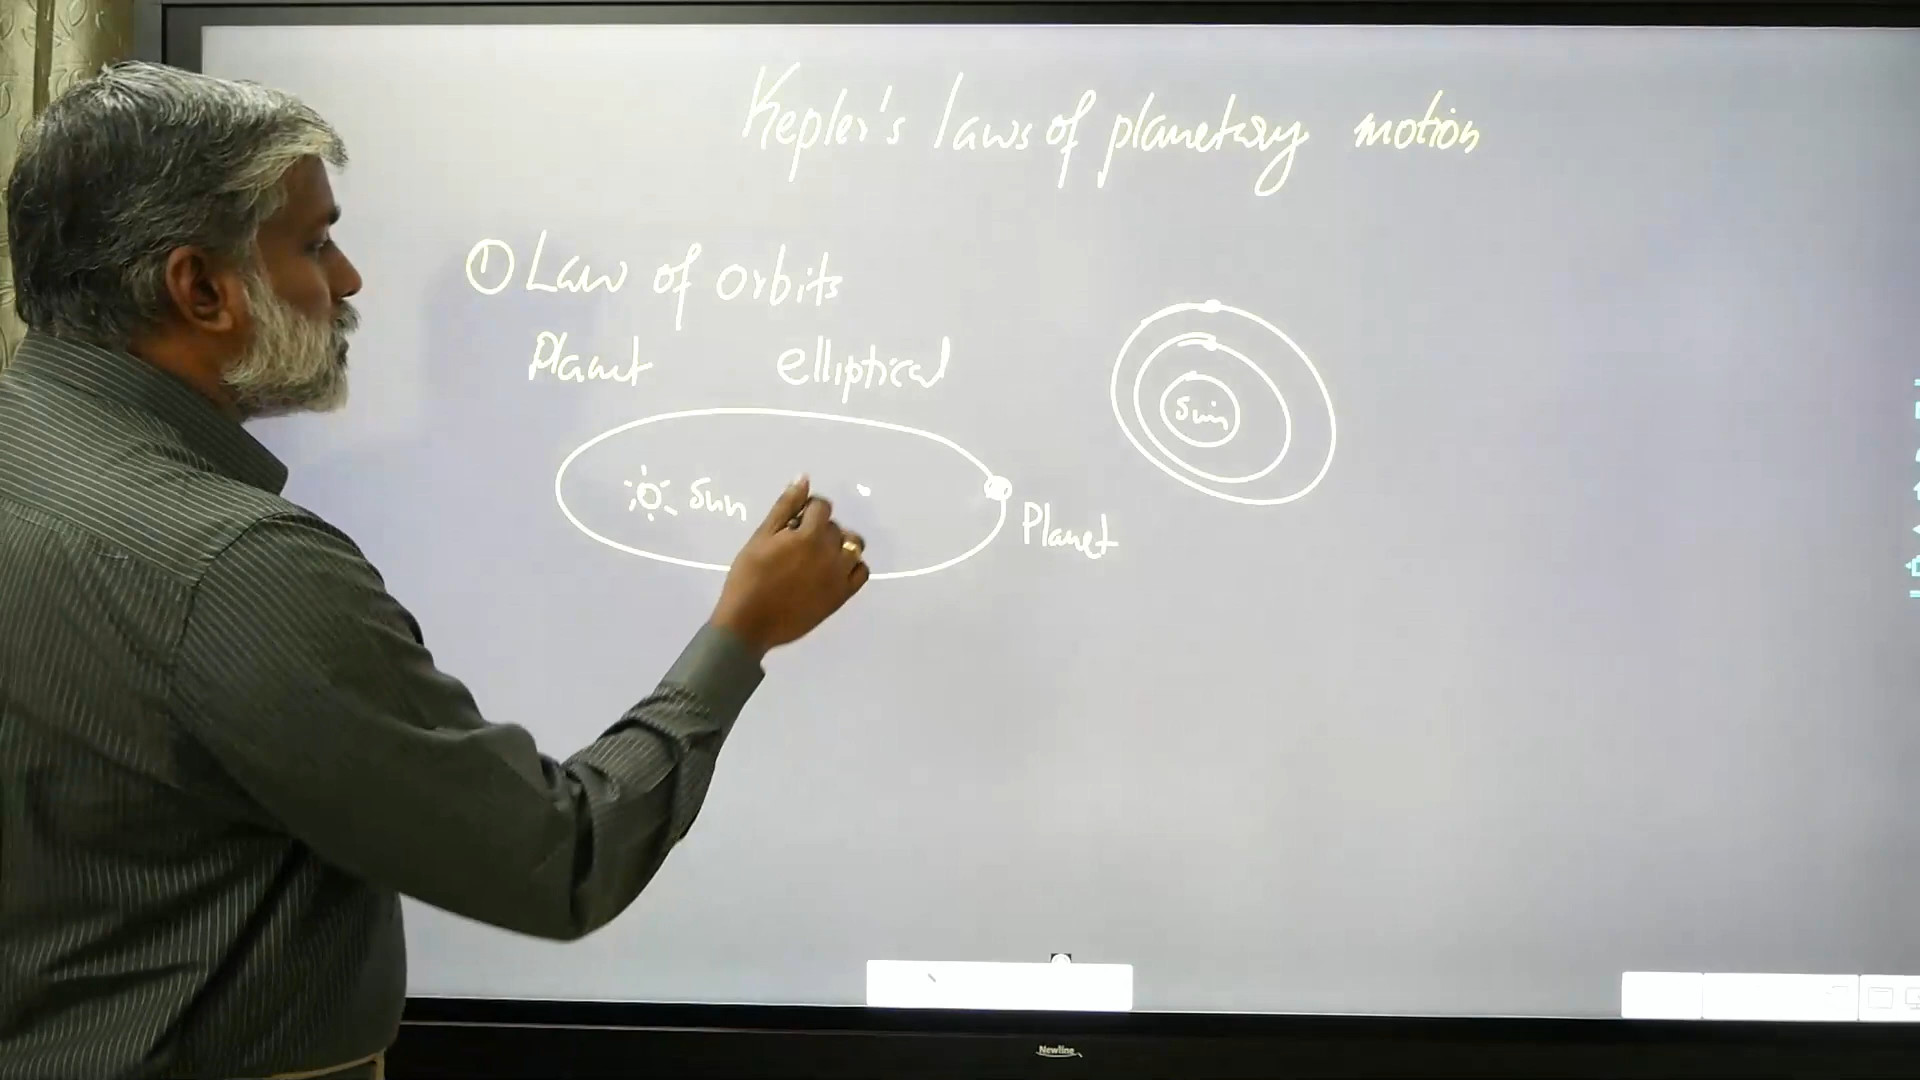 Kepler's laws of planetary motion
① Law of orbits
Planet elliptical
Sun
Planet
Sun
Newline